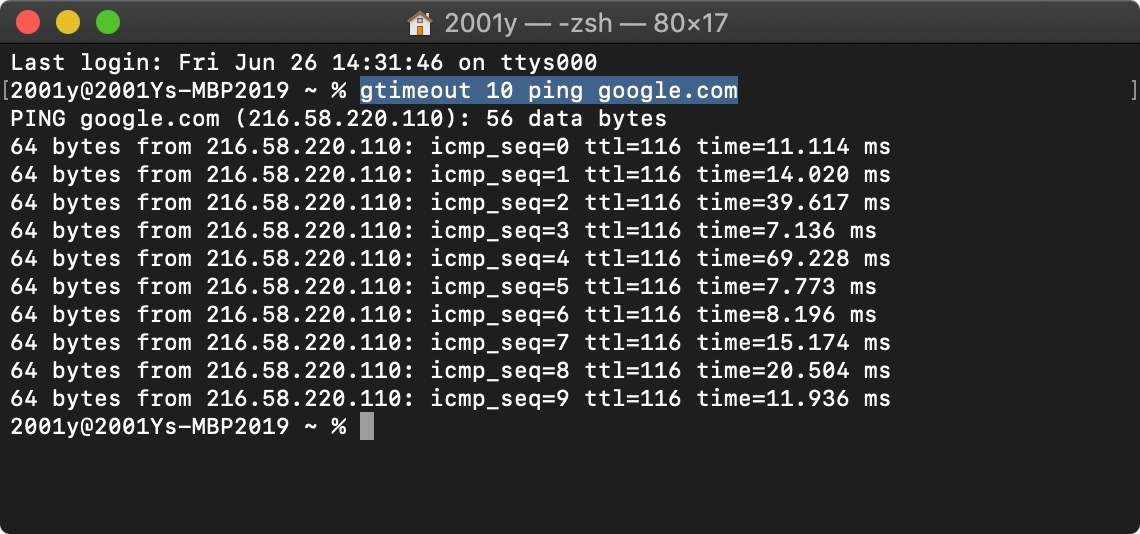 2001y — -zsh — 80×17
Last login: Fri Jun 26 14:31:46 on ttys000
[2001y@2001Ys-MBP2019 ~ % gtimeout 10 ping google.com ]
PING google.com (216.58.220.110): 56 data bytes
64 bytes from 216.58.220.110: icmp_seq=0 ttl=116 time=11.114 ms
64 bytes from 216.58.220.110: icmp_seq=1 ttl=116 time=14.020 ms
64 bytes from 216.58.220.110: icmp_seq=2 ttl=116 time=39.617 ms
64 bytes from 216.58.220.110: icmp_seq=3 ttl=116 time=7.136 ms
64 bytes from 216.58.220.110: icmp_seq=4 ttl=116 time=69.228 ms
64 bytes from 216.58.220.110: icmp_seq=5 ttl=116 time=7.773 ms
64 bytes from 216.58.220.110: icmp_seq=6 ttl=116 time=8.196 ms
64 bytes from 216.58.220.110: icmp_seq=7 ttl=116 time=15.174 ms
64 bytes from 216.58.220.110: icmp_seq=8 ttl=116 time=20.504 ms
64 bytes from 216.58.220.110: icmp_seq=9 ttl=116 time=11.936 ms
2001y@2001Ys-MBP2019 ~ %